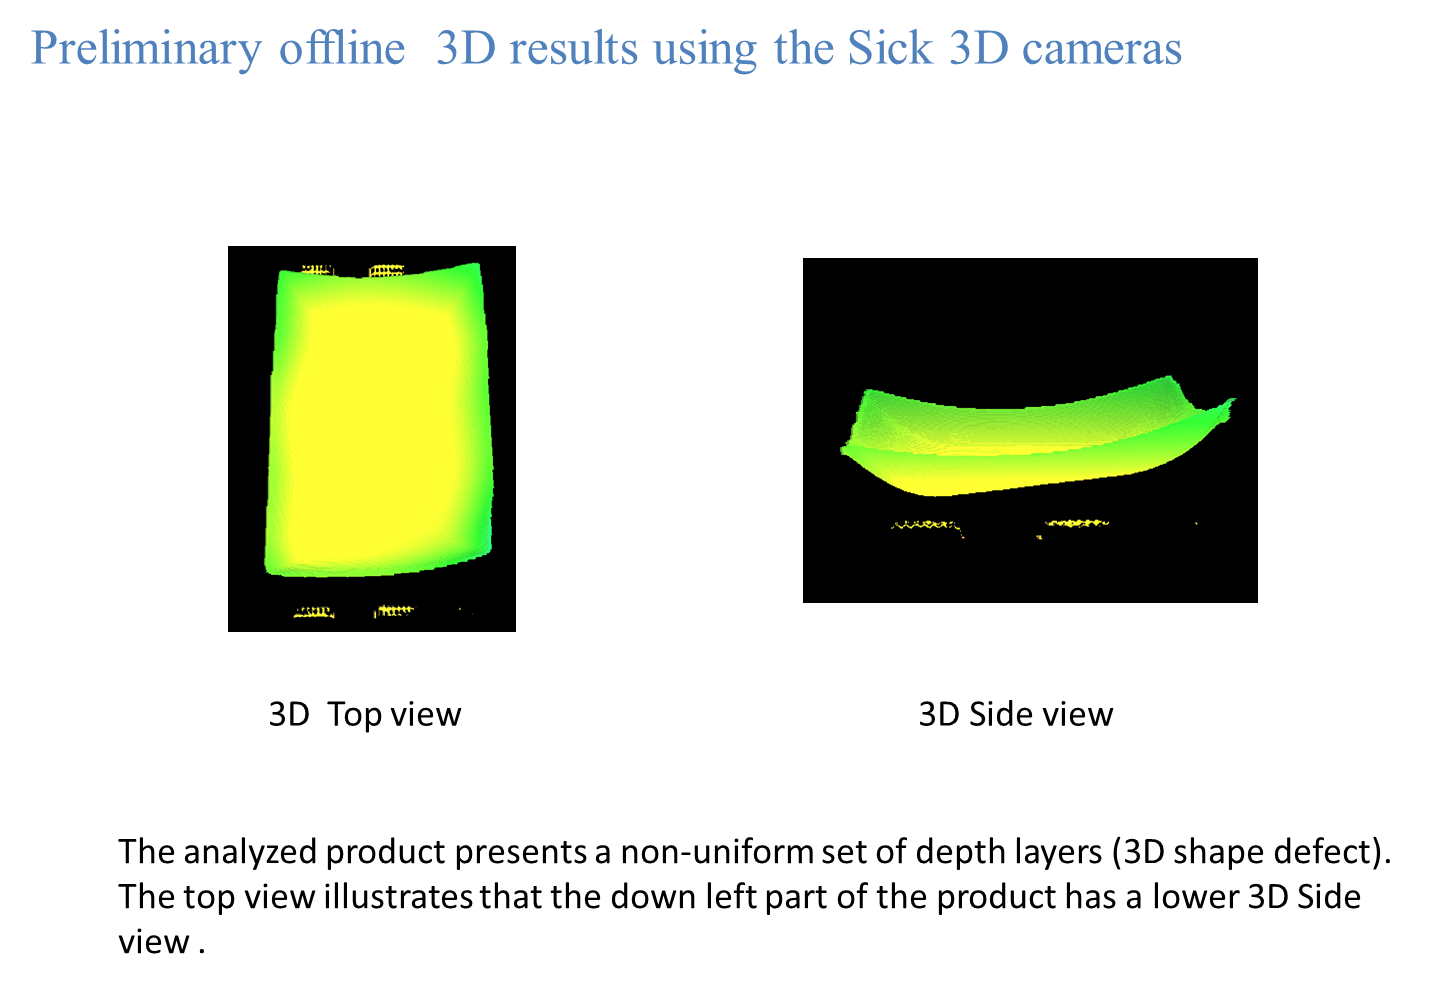 Preliminary offline 3D results using the Sick 3D cameras
3D Top view
3D Side view
The analyzed product presents a non-uniform set of depth layers (3D shape defect).
The top view illustrates that the down left part of the product has a lower 3D Side
view .